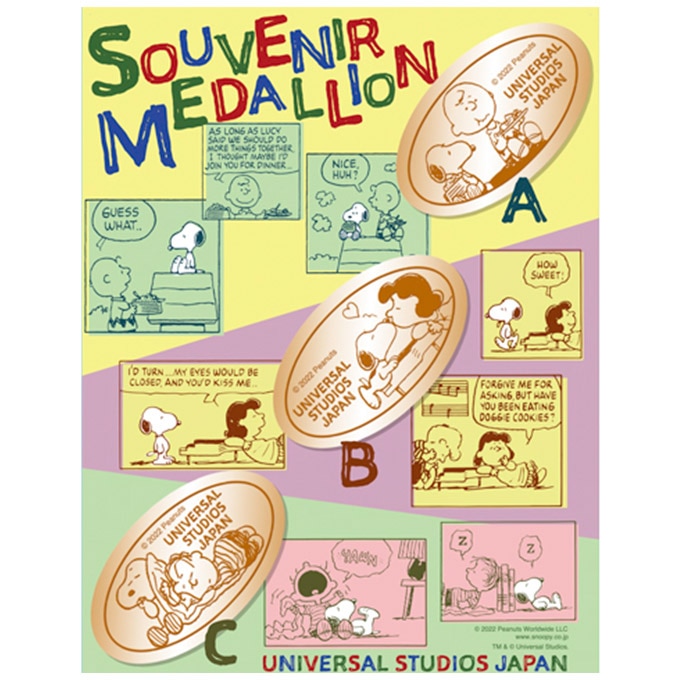 SOUVENIR
MEDALLION
© 2022 Peanuts
UNIVERSAL
STUDIOS
JAPAN
A
AS LONG AS LUCY
SAID WE SHOULD DO
MORE THINGS TOGETHER,
I THOUGHT MAYBE I'D
JOIN YOU FOR DINNER...
NICE,
HUH?
GUESS
WHAT..
HOW
SWEET!
© 2022 Peanuts
UNIVERSAL
STUDIOS
JAPAN
B
I'D TURN....MY EYES WOULD BE
CLOSED, AND YOU'D KISS ME...
FORGIVE ME FOR
ASKING, BUT HAVE
YOU BEEN EATING
DOGGIE COOKIES?
© 2022 Peanuts
UNIVERSAL
STUDIOS
JAPAN
C
YAWN
Z
Z
© 2022 Peanuts Worldwide LLC
www.snoopy.co.jp
TM & © Universal Studios.
UNIVERSAL STUDIOS JAPAN